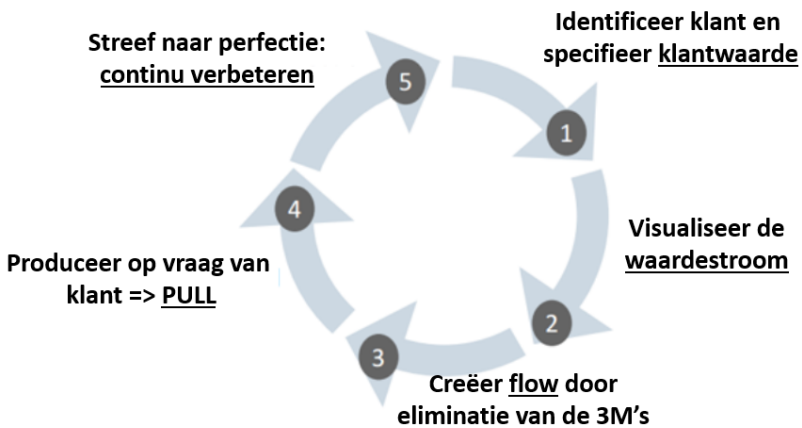 Identificeer klant en
specifieer klantwaarde
1
Visualiseer de
waardestroom
2
Creëer flow door
eliminatie van de 3M's
3
Produceer op vraag van
klant => PULL
4
Streef naar perfectie:
continu verbeteren
5